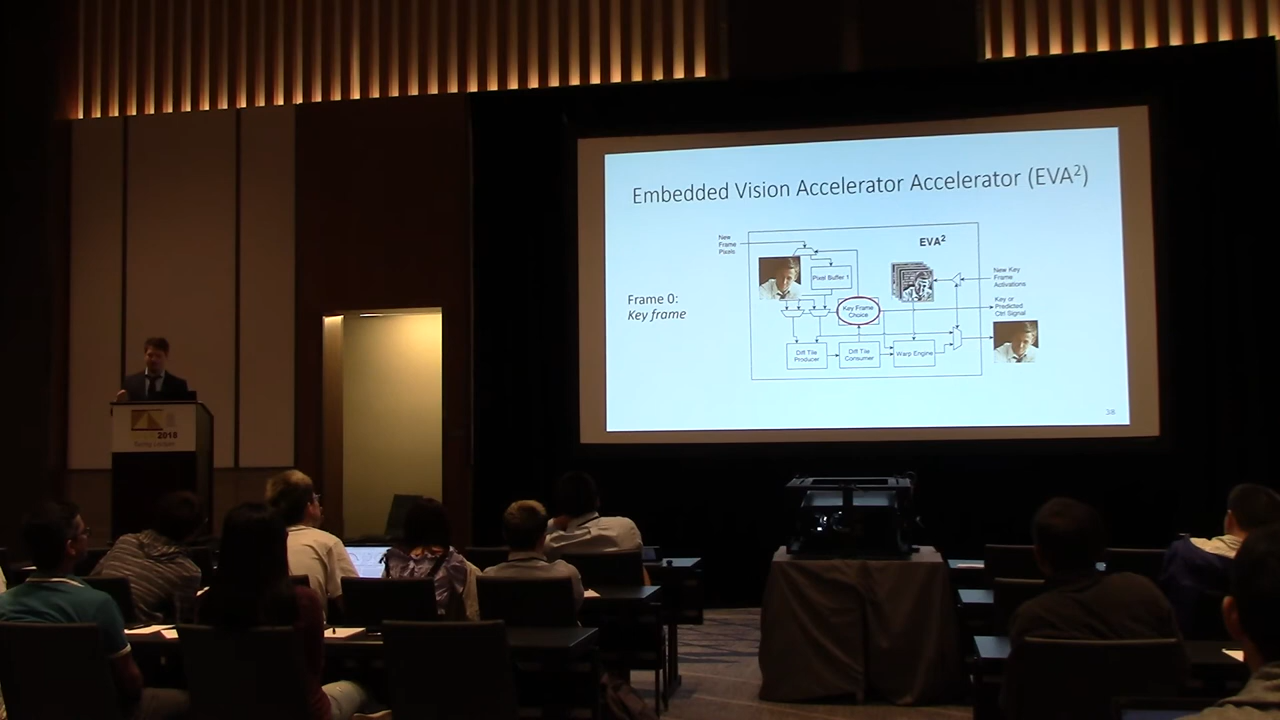 Embedded Vision Accelerator Accelerator (EVA²)
New
Frame
Pixels
EVA²
Pixel Buffer 1
New Key
Frame
Activations
Frame 0:
Key frame
Key Frame
Choice
Key or
Predicted
Ctrl Signal
Diff Tile
Producer
Diff Tile
Consumer
Warp Engine
38
2018